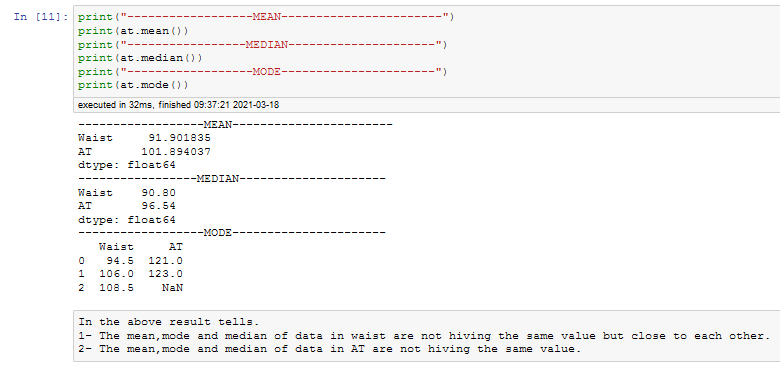 In [11]: print("------------------MEAN-----------------------")
print(at.mean())
print("-----------------MEDIAN---------------------")
print(at.median())
print("------------------MODE----------------------")
print(at.mode())
executed in 32ms, finished 09:37:21 2021-03-18
------------------MEAN-----------------------
Waist     91.901835
AT       101.894037
dtype: float64
-----------------MEDIAN---------------------
Waist    90.80
AT       96.54
dtype: float64
------------------MODE----------------------
   Waist     AT
0   94.5  121.0
1  106.0  123.0
2  108.5    NaN
In the above result tells.
1- The mean,mode and median of data in waist are not hiving the same value but close to each other.
2- The mean,mode and median of data in AT are not hiving the same value.